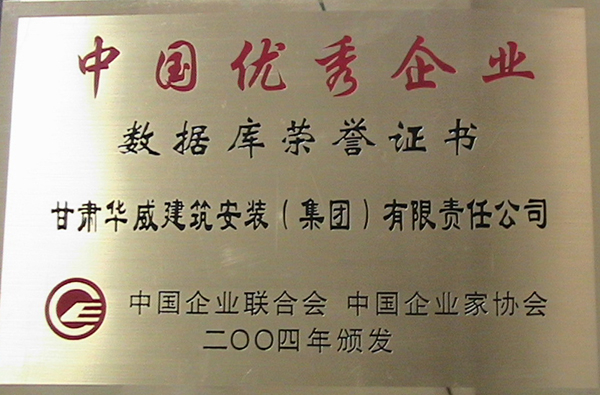 中国优秀企业
数据库荣誉证书
甘肃华威建筑安装(集团)有限责任公司
中国企业联合会 中国企业家协会
二〇〇四年颁发